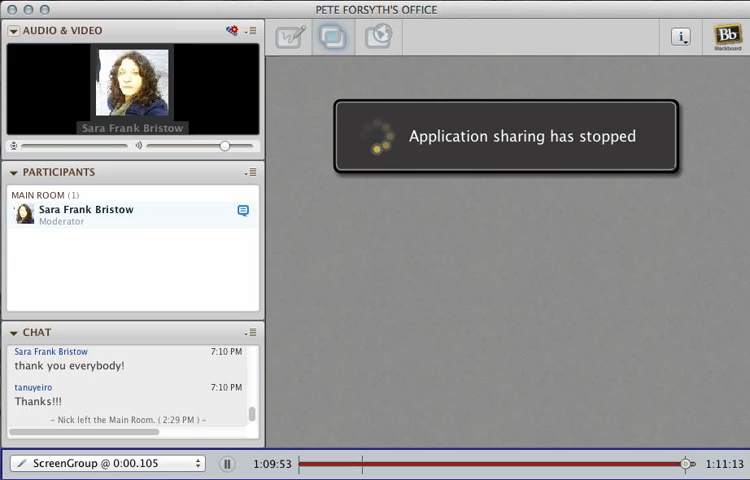 PETE FORSYTH'S OFFICE
AUDIO & VIDEO
Sara Frank Bristow
PARTICIPANTS
MAIN ROOM (1)
Sara Frank Bristow
Moderator
CHAT
Sara Frank Bristow 7:10 PM
thank you everybody!
tanuyeiro 7:10 PM
Thanks!!!
– Nick left the Main Room. ( 2:29 PM ) –
i
Bb
Blackboard
Application sharing has stopped
ScreenGroup @ 0:00.105
1:09:53
1:11:13